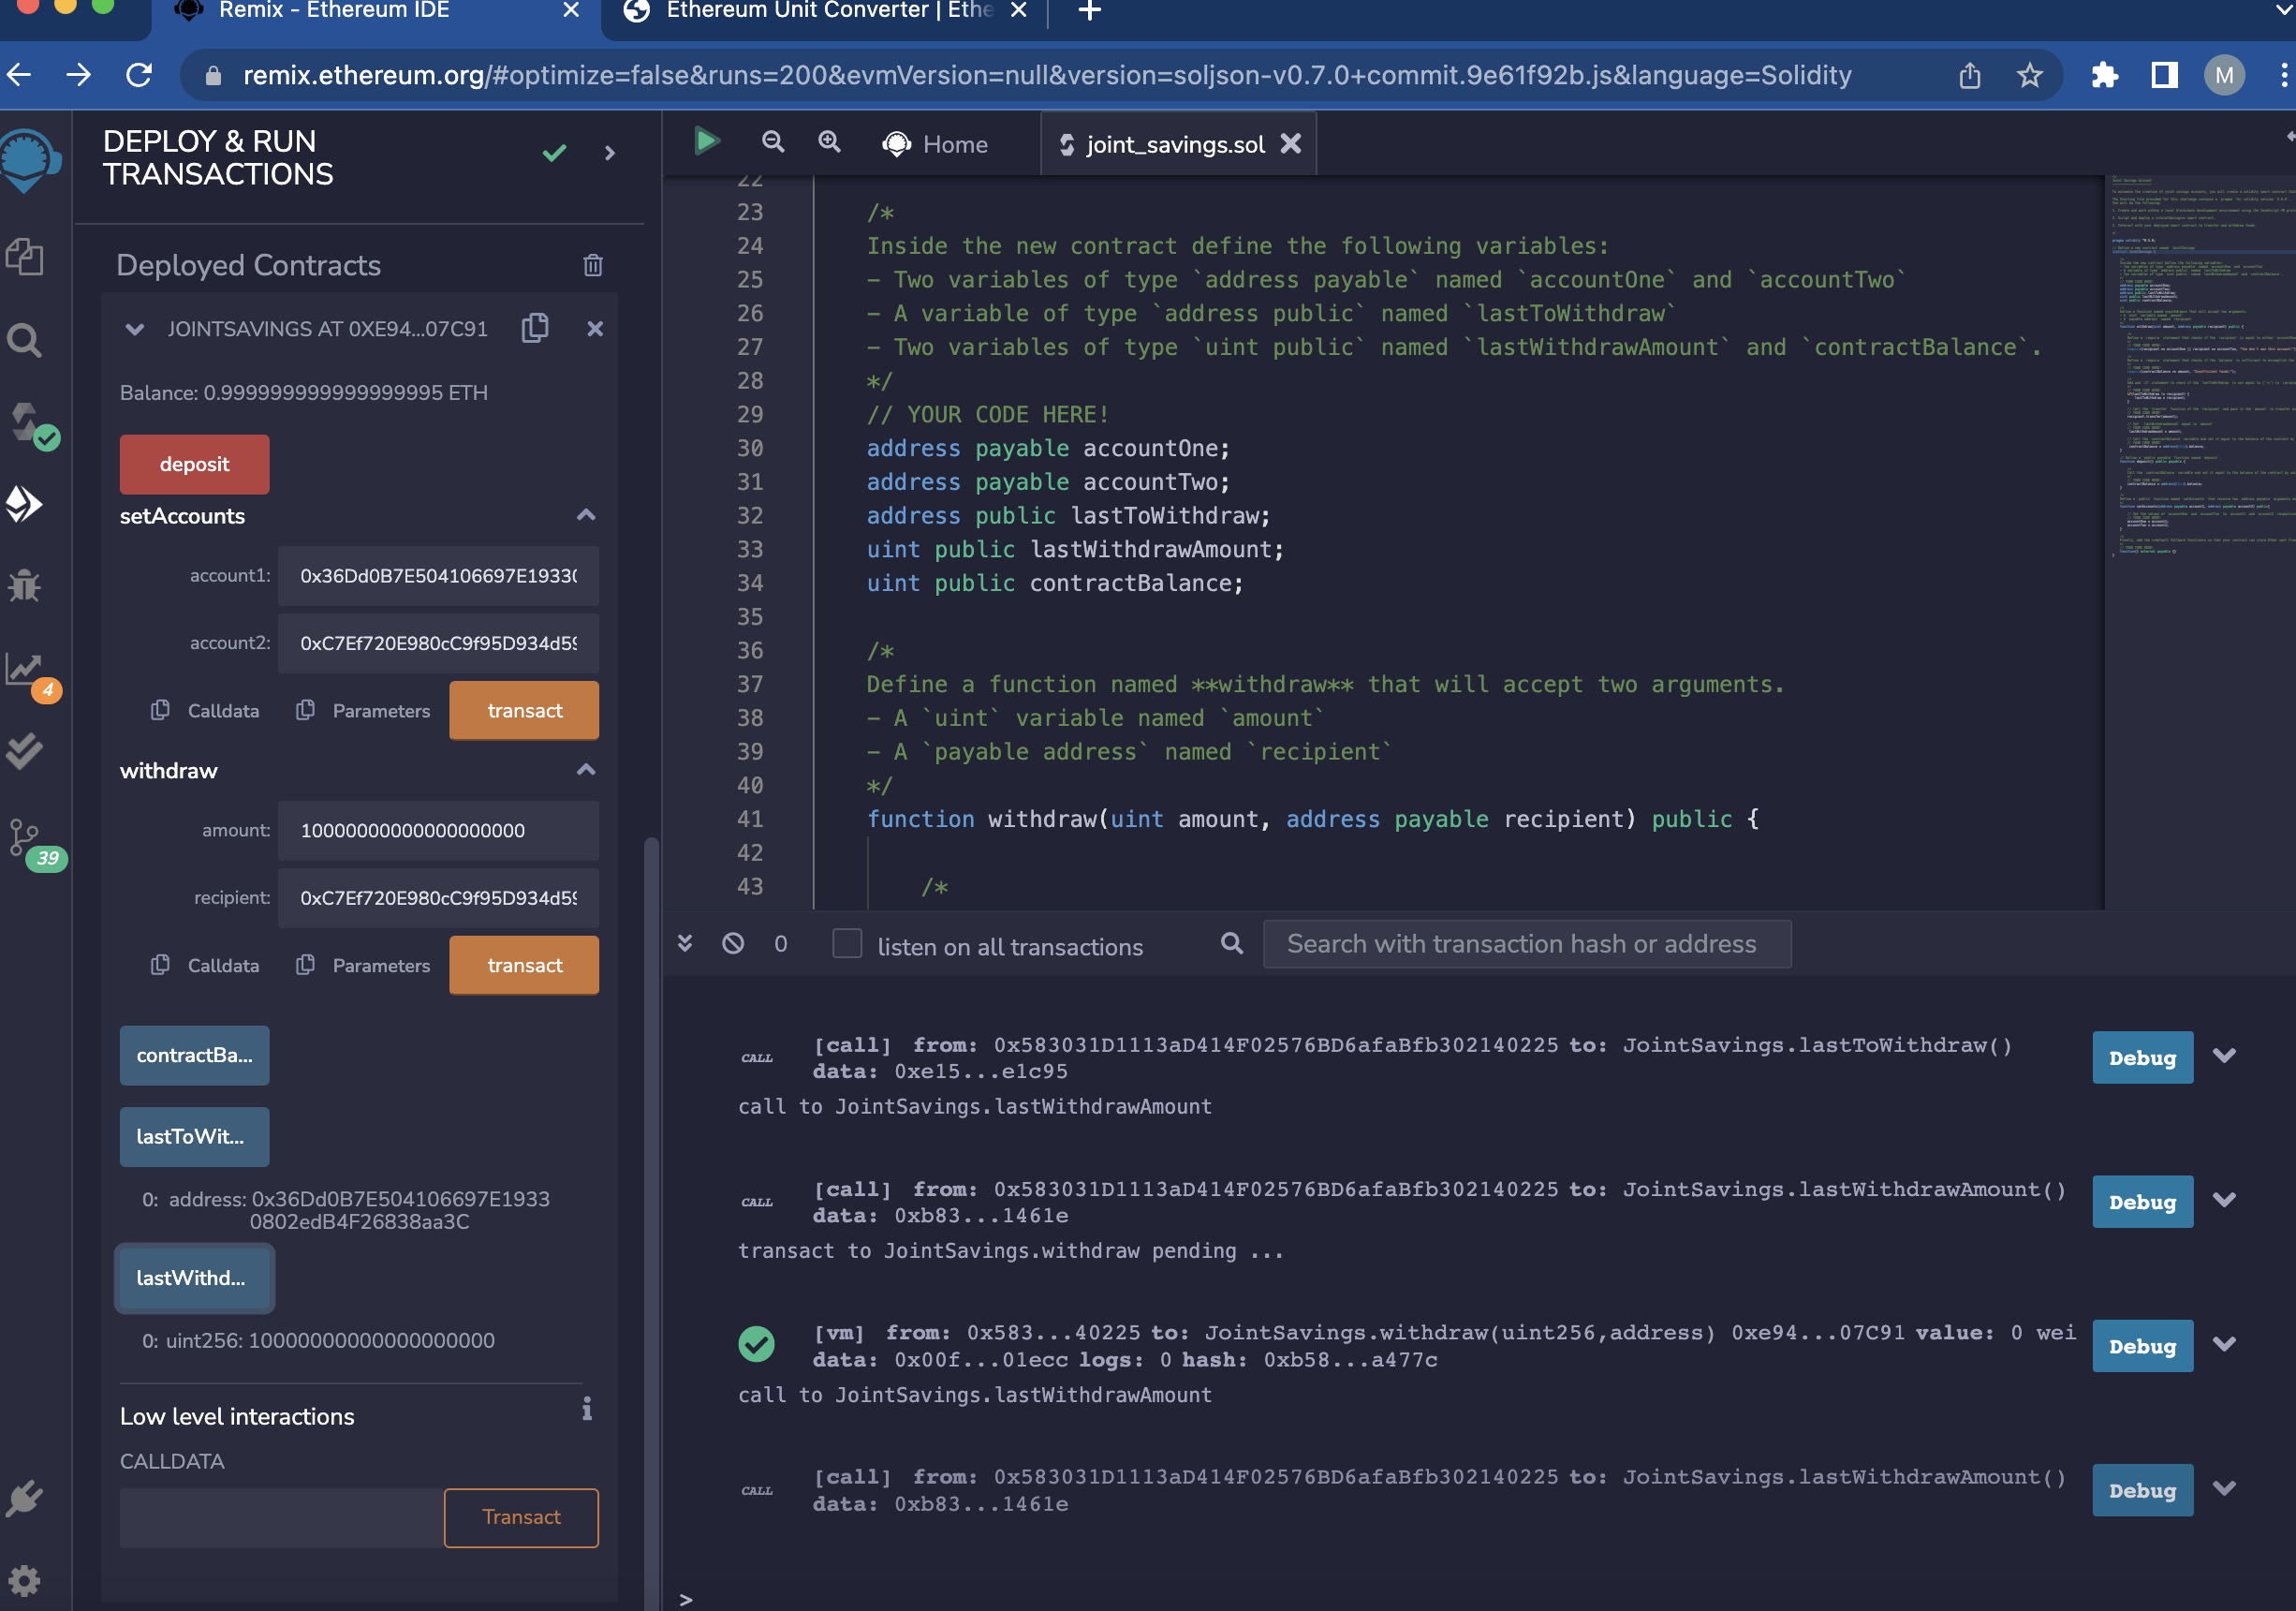 Remix - Ethereum IDE
Ethereum Unit Converter | Ethe
remix.ethereum.org/#optimize=false&runs=200&evmVersion=null&version=soljson-v0.7.0+commit.9e61f92b.js&language=Solidity
M
DEPLOY & RUN
TRANSACTIONS
Deployed Contracts
JOINTSAVINGS AT 0XE94...07C91
Balance: 0.999999999999999995 ETH
deposit
setAccounts
account1: 0x36Dd0B7E504106697E1933(
account2: 0xC7Ef720E980cC9f95D934d59
Calldata Parameters transact
withdraw
amount: 10000000000000000000
recipient: 0xC7Ef720E980cC9f95D934d59
Calldata Parameters transact
contractBa...
lastToWit...
0: address: 0x36Dd0B7E504106697E1933
0802edB4F26838aa3C
lastWithd...
0: uint256: 10000000000000000000
Low level interactions
CALLDATA
Transact
4
39
Home
joint_savings.sol
22
23 /*
24 Inside the new contract define the following variables:
25 - Two variables of type `address payable` named `accountOne` and `accountTwo`
26 - A variable of type `address public` named `lastToWithdraw`
27 - Two variables of type `uint public` named `lastWithdrawAmount` and `contractBalance`.
28 */
29 // YOUR CODE HERE!
30 address payable accountOne;
31 address payable accountTwo;
32 address public lastToWithdraw;
33 uint public lastWithdrawAmount;
34 uint public contractBalance;
35
36 /*
37 Define a function named **withdraw** that will accept two arguments.
38 - A `uint` variable named `amount`
39 - A `payable address` named `recipient`
40 */
41 function withdraw(uint amount, address payable recipient) public {
42
43 /*
0 listen on all transactions Search with transaction hash or address
CALL [call] from: 0x583031D1113aD414F02576BD6afaBfb302140225 to: JointSavings.lastToWithdraw() Debug
data: 0xe15...e1c95
call to JointSavings.lastWithdrawAmount
CALL [call] from: 0x583031D1113aD414F02576BD6afaBfb302140225 to: JointSavings.lastWithdrawAmount() Debug
data: 0xb83...1461e
transact to JointSavings.withdraw pending ...
[vm] from: 0x583...40225 to: JointSavings.withdraw(uint256,address) 0xe94...07C91 value: 0 wei Debug
data: 0x00f...01ecc logs: 0 hash: 0xb58...a477c
call to JointSavings.lastWithdrawAmount
CALL [call] from: 0x583031D1113aD414F02576BD6afaBfb302140225 to: JointSavings.lastWithdrawAmount() Debug
data: 0xb83...1461e
>